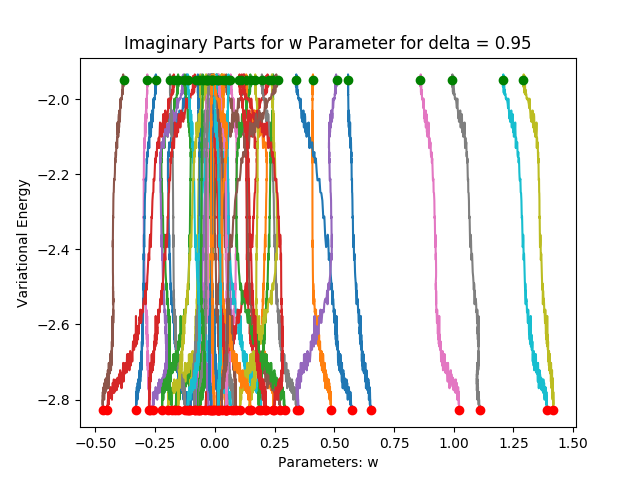 Imaginary Parts for w Parameter for delta = 0.95
Variational Energy
−2.0
−2.2
−2.4
−2.6
−2.8
−0.50 −0.25 0.00 0.25 0.50 0.75 1.00 1.25 1.50
Parameters: w